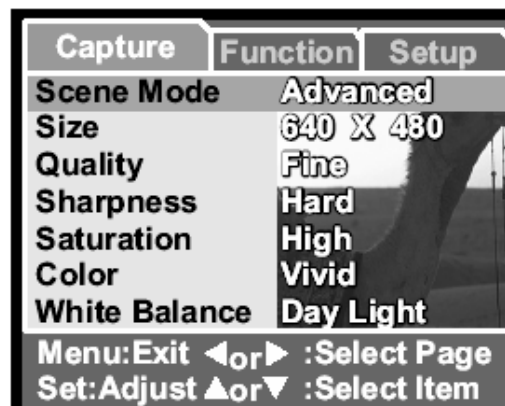 Capture Function Setup
Scene Mode Advanced
Size 640 X 480
Quality Fine
Sharpness Hard
Saturation High
Color Vivid
White Balance Day Light
Menu:Exit ◀or▶ :Select Page
Set:Adjust ▲or▼ :Select Item